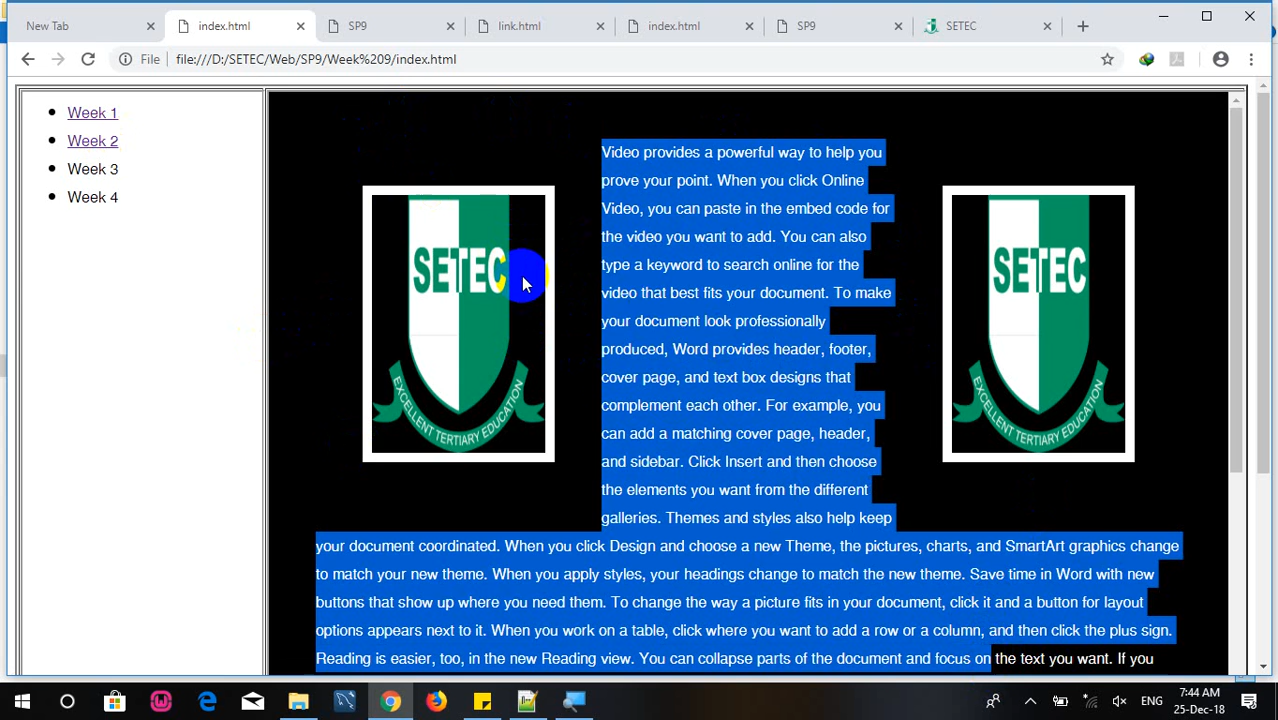 New Tab
index.html
SP9
link.html
index.html
SP9
SETEC
File
file:///D:/SETEC/Web/SP9/Week%209/index.html
Week 1
Week 2
Week 3
Week 4
SETEC
EXCELLENT TERTIARY EDUCATION
Video provides a powerful way to help you
prove your point. When you click Online
Video, you can paste in the embed code for
the video you want to add. You can also
type a keyword to search online for the
video that best fits your document. To make
your document look professionally
produced, Word provides header, footer,
cover page, and text box designs that
complement each other. For example, you
can add a matching cover page, header,
and sidebar. Click Insert and then choose
the elements you want from the different
galleries. Themes and styles also help keep
SETEC
EXCELLENT TERTIARY EDUCATION
your document coordinated. When you click Design and choose a new Theme, the pictures, charts, and SmartArt graphics change
to match your new theme. When you apply styles, your headings change to match the new theme. Save time in Word with new
buttons that show up where you need them. To change the way a picture fits in your document, click it and a button for layout
options appears next to it. When you work on a table, click where you want to add a row or a column, and then click the plus sign.
Reading is easier, too, in the new Reading view. You can collapse parts of the document and focus on the text you want. If you
ENG
7:44 AM
25-Dec-18